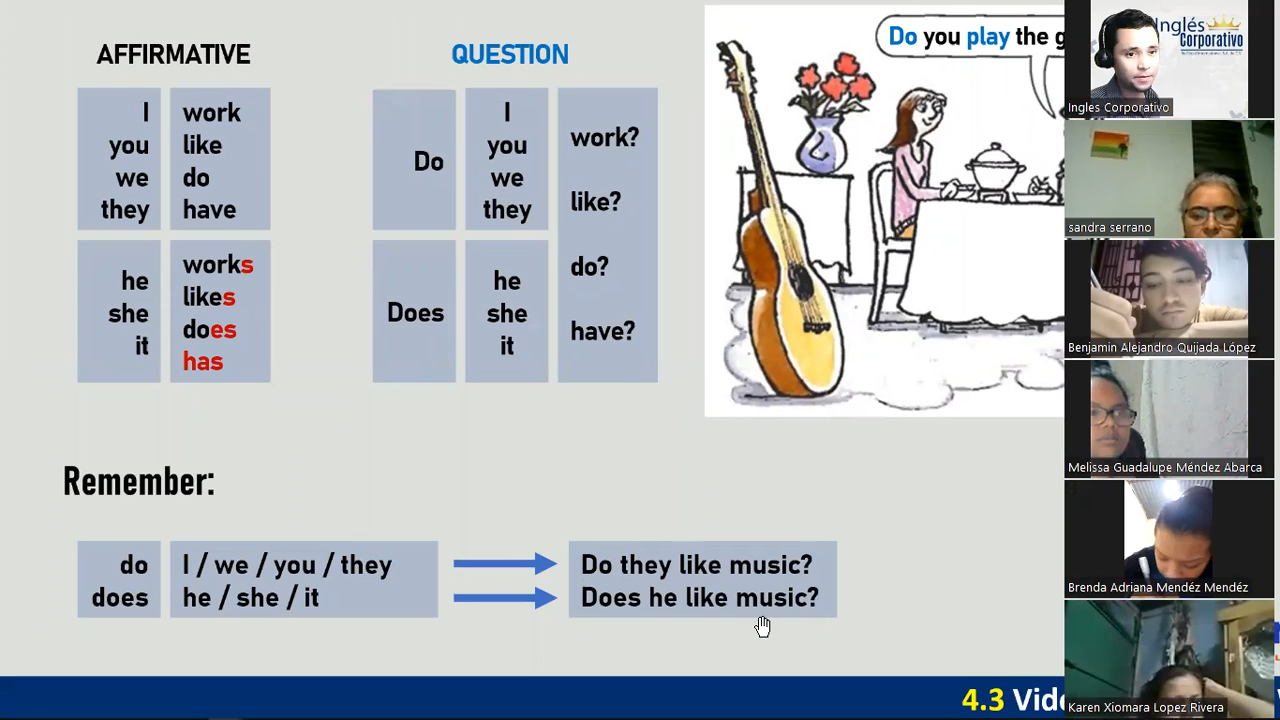 AFFIRMATIVE
I
you
we
they
work
like
do
have
he
she
it
works
likes
does
has
QUESTION
Do
I
you
we
they
Does
he
she
it
work?
like?
do?
have?
Do you play the g
Remember:
do
does
I / we / you / they
he / she / it
Do they like music?
Does he like music?
4.3 Vide
Inglés
Corporativo
Ingles Corporativo
sandra serrano
Benjamin Alejandro Quijada López
Melissa Guadalupe Méndez Abarca
Brenda Adriana Mendéz Mendéz
Karen Xiomara Lopez Rivera